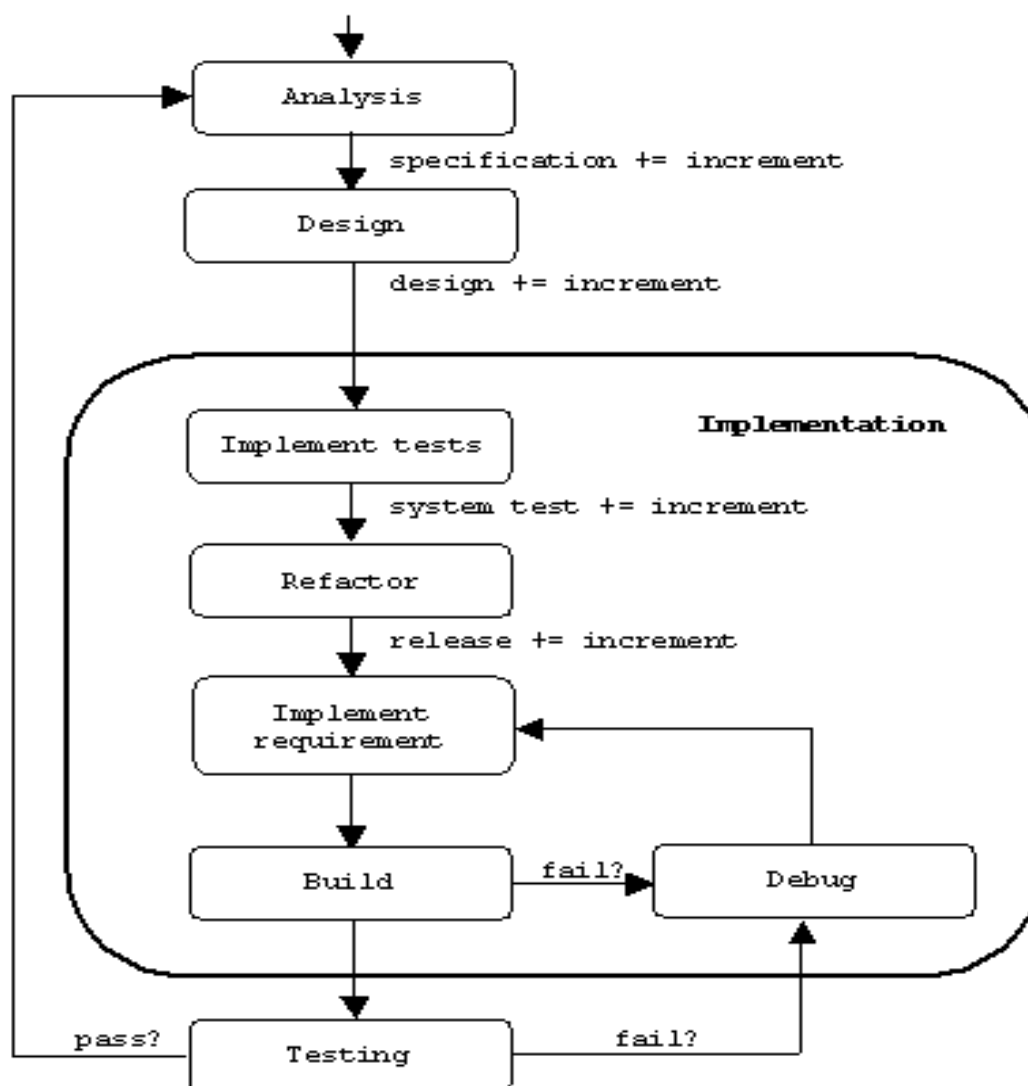 Analysis
specification += increment
Design
design += increment
Implementation
Implement tests
system test += increment
Refactor
release += increment
Implement
requirement
Build
fail?
Debug
pass?
Testing
fail?